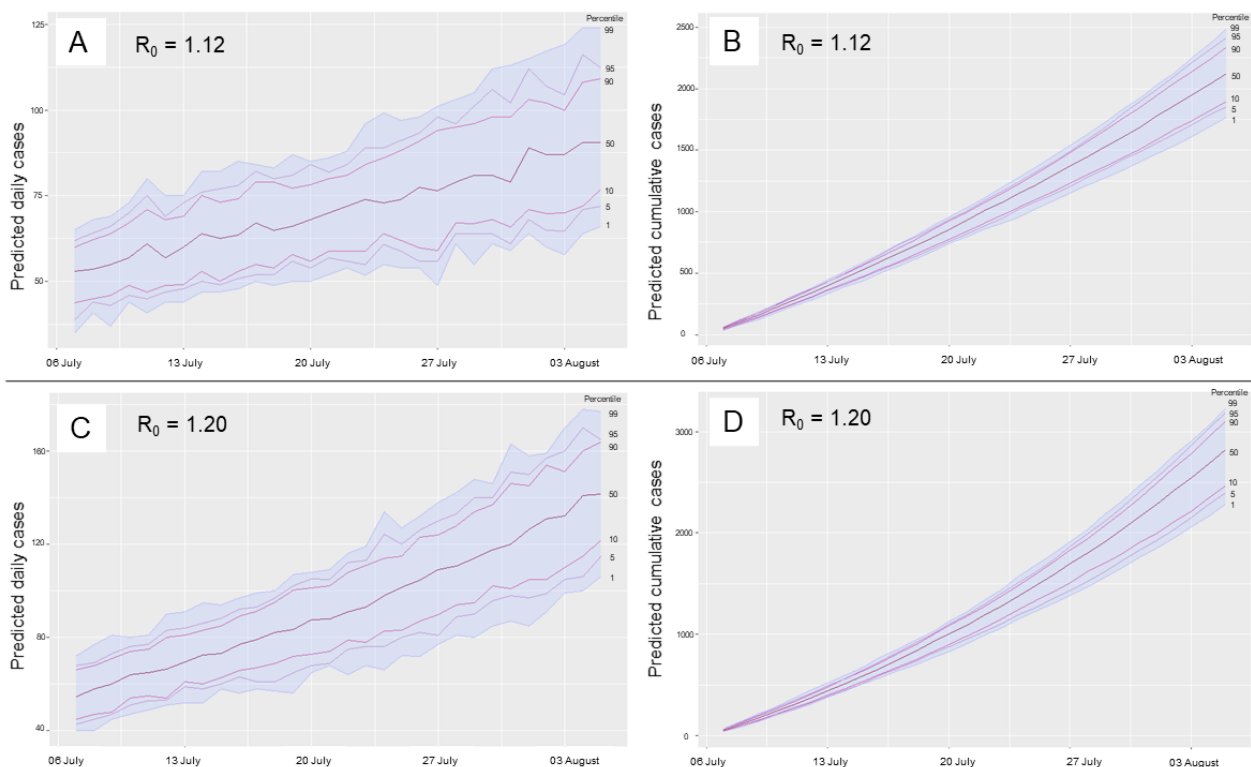 A
R₀ = 1.12
Percentile
99
95
90
50
10
5
1
125
100
75
50
Predicted daily cases
06 July
13 July
20 July
27 July
03 August
B
R₀ = 1.12
Percentile
99
95
90
50
10
5
1
2500
2000
1500
1000
500
0
Predicted cumulative cases
06 July
13 July
20 July
27 July
03 August
C
R₀ = 1.20
Percentile
99
95
90
50
10
5
1
160
120
80
40
Predicted daily cases
06 July
13 July
20 July
27 July
03 August
D
R₀ = 1.20
Percentile
99
95
90
50
10
5
1
3000
2000
1000
0
Predicted cumulative cases
06 July
13 July
20 July
27 July
03 August